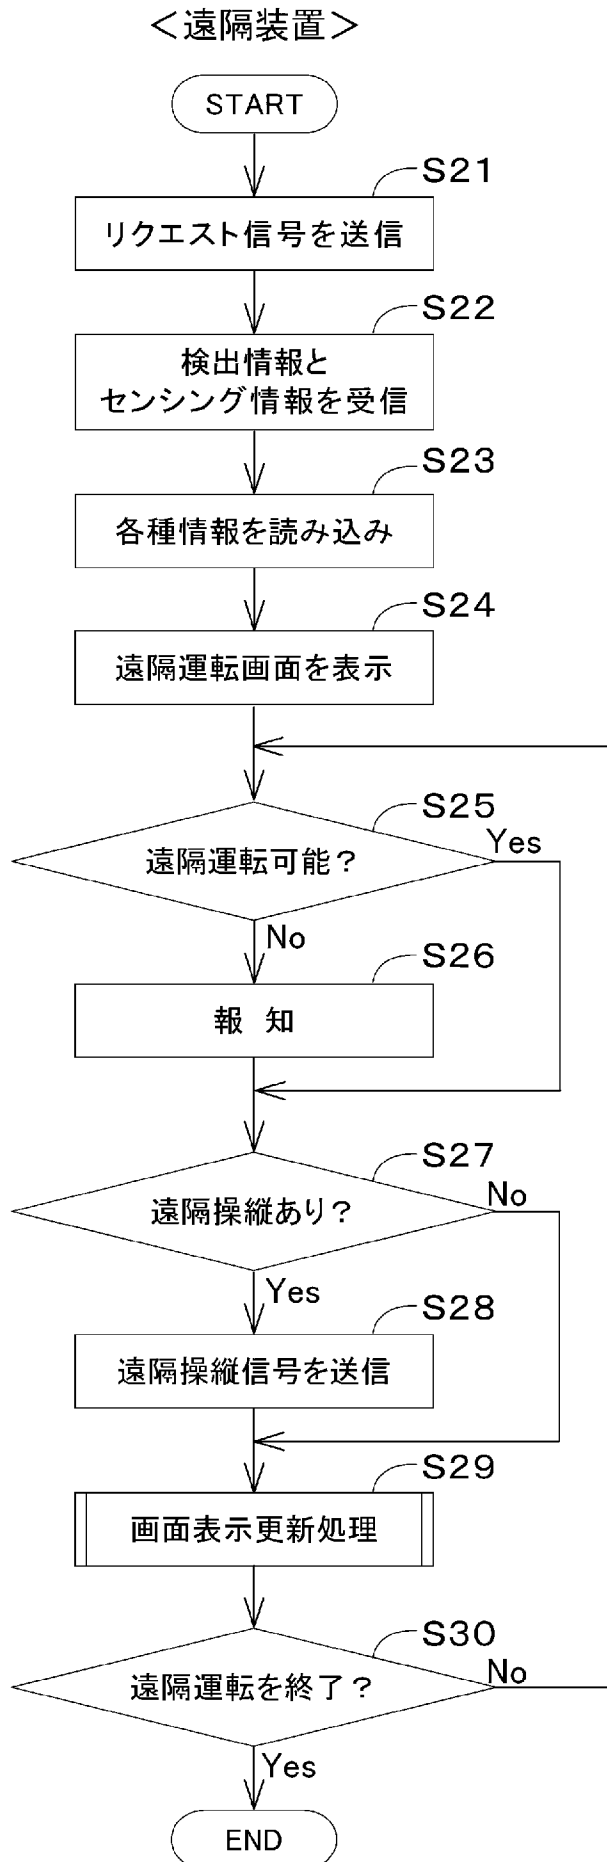 ＜遠隔装置＞
START
S21
リクエスト信号を送信
S22
検出情報と
センシング情報を受信
S23
各種情報を読み込み
S24
遠隔運転画面を表示
S25
遠隔運転可能？
Yes
No
S26
報 知
S27
遠隔操縦あり？
No
Yes
S28
遠隔操縦信号を送信
S29
画面表示更新処理
S30
遠隔運転を終了？
No
Yes
END